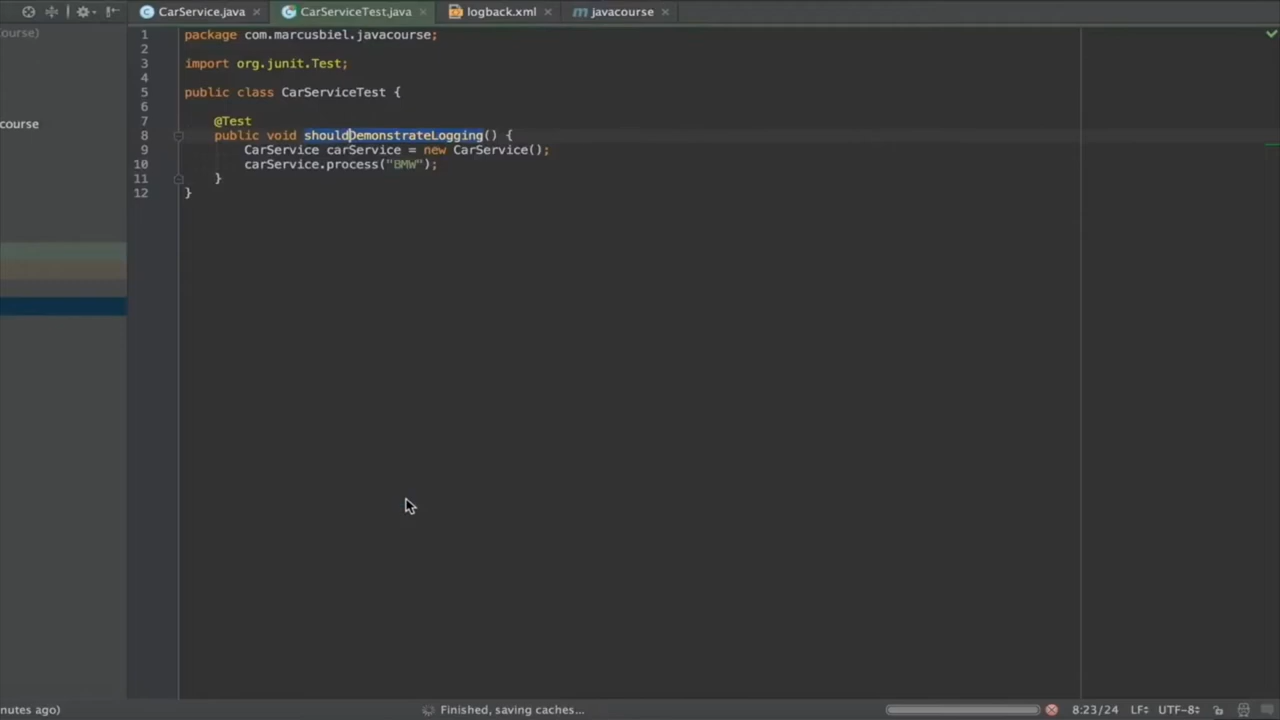 CarService.java CarServiceTest.java logback.xml m javacourse
ourse)
course
1 package com.marcusbiel.javacourse;
2
3 import org.junit.Test;
4
5 public class CarServiceTest {
6
7 @Test
8 public void shouldDemonstrateLogging() {
9 CarService carService = new CarService();
10 carService.process("BMW");
11 }
12 }
nutes ago) Finished, saving caches... 8:23/24 LF UTF-8